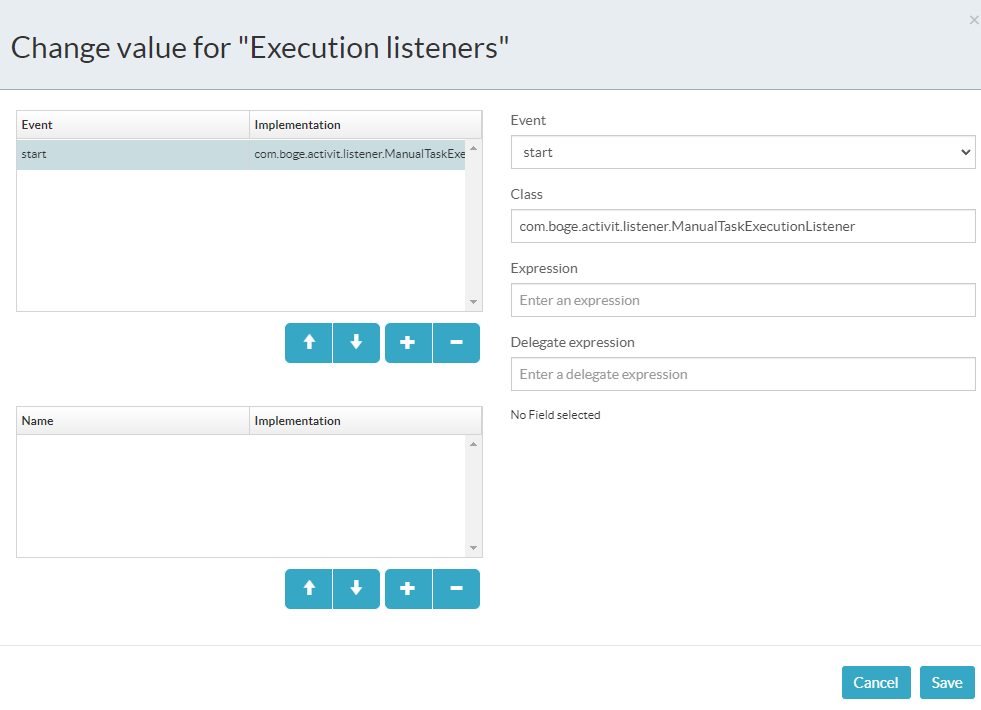 ×
Change value for "Execution listeners"
Event Implementation
start com.boge.activit.listener.ManualTaskExe
Event
start
Class
com.boge.activit.listener.ManualTaskExecutionListener
Expression
Enter an expression
Delegate expression
Enter a delegate expression
No Field selected
Name Implementation
Cancel Save